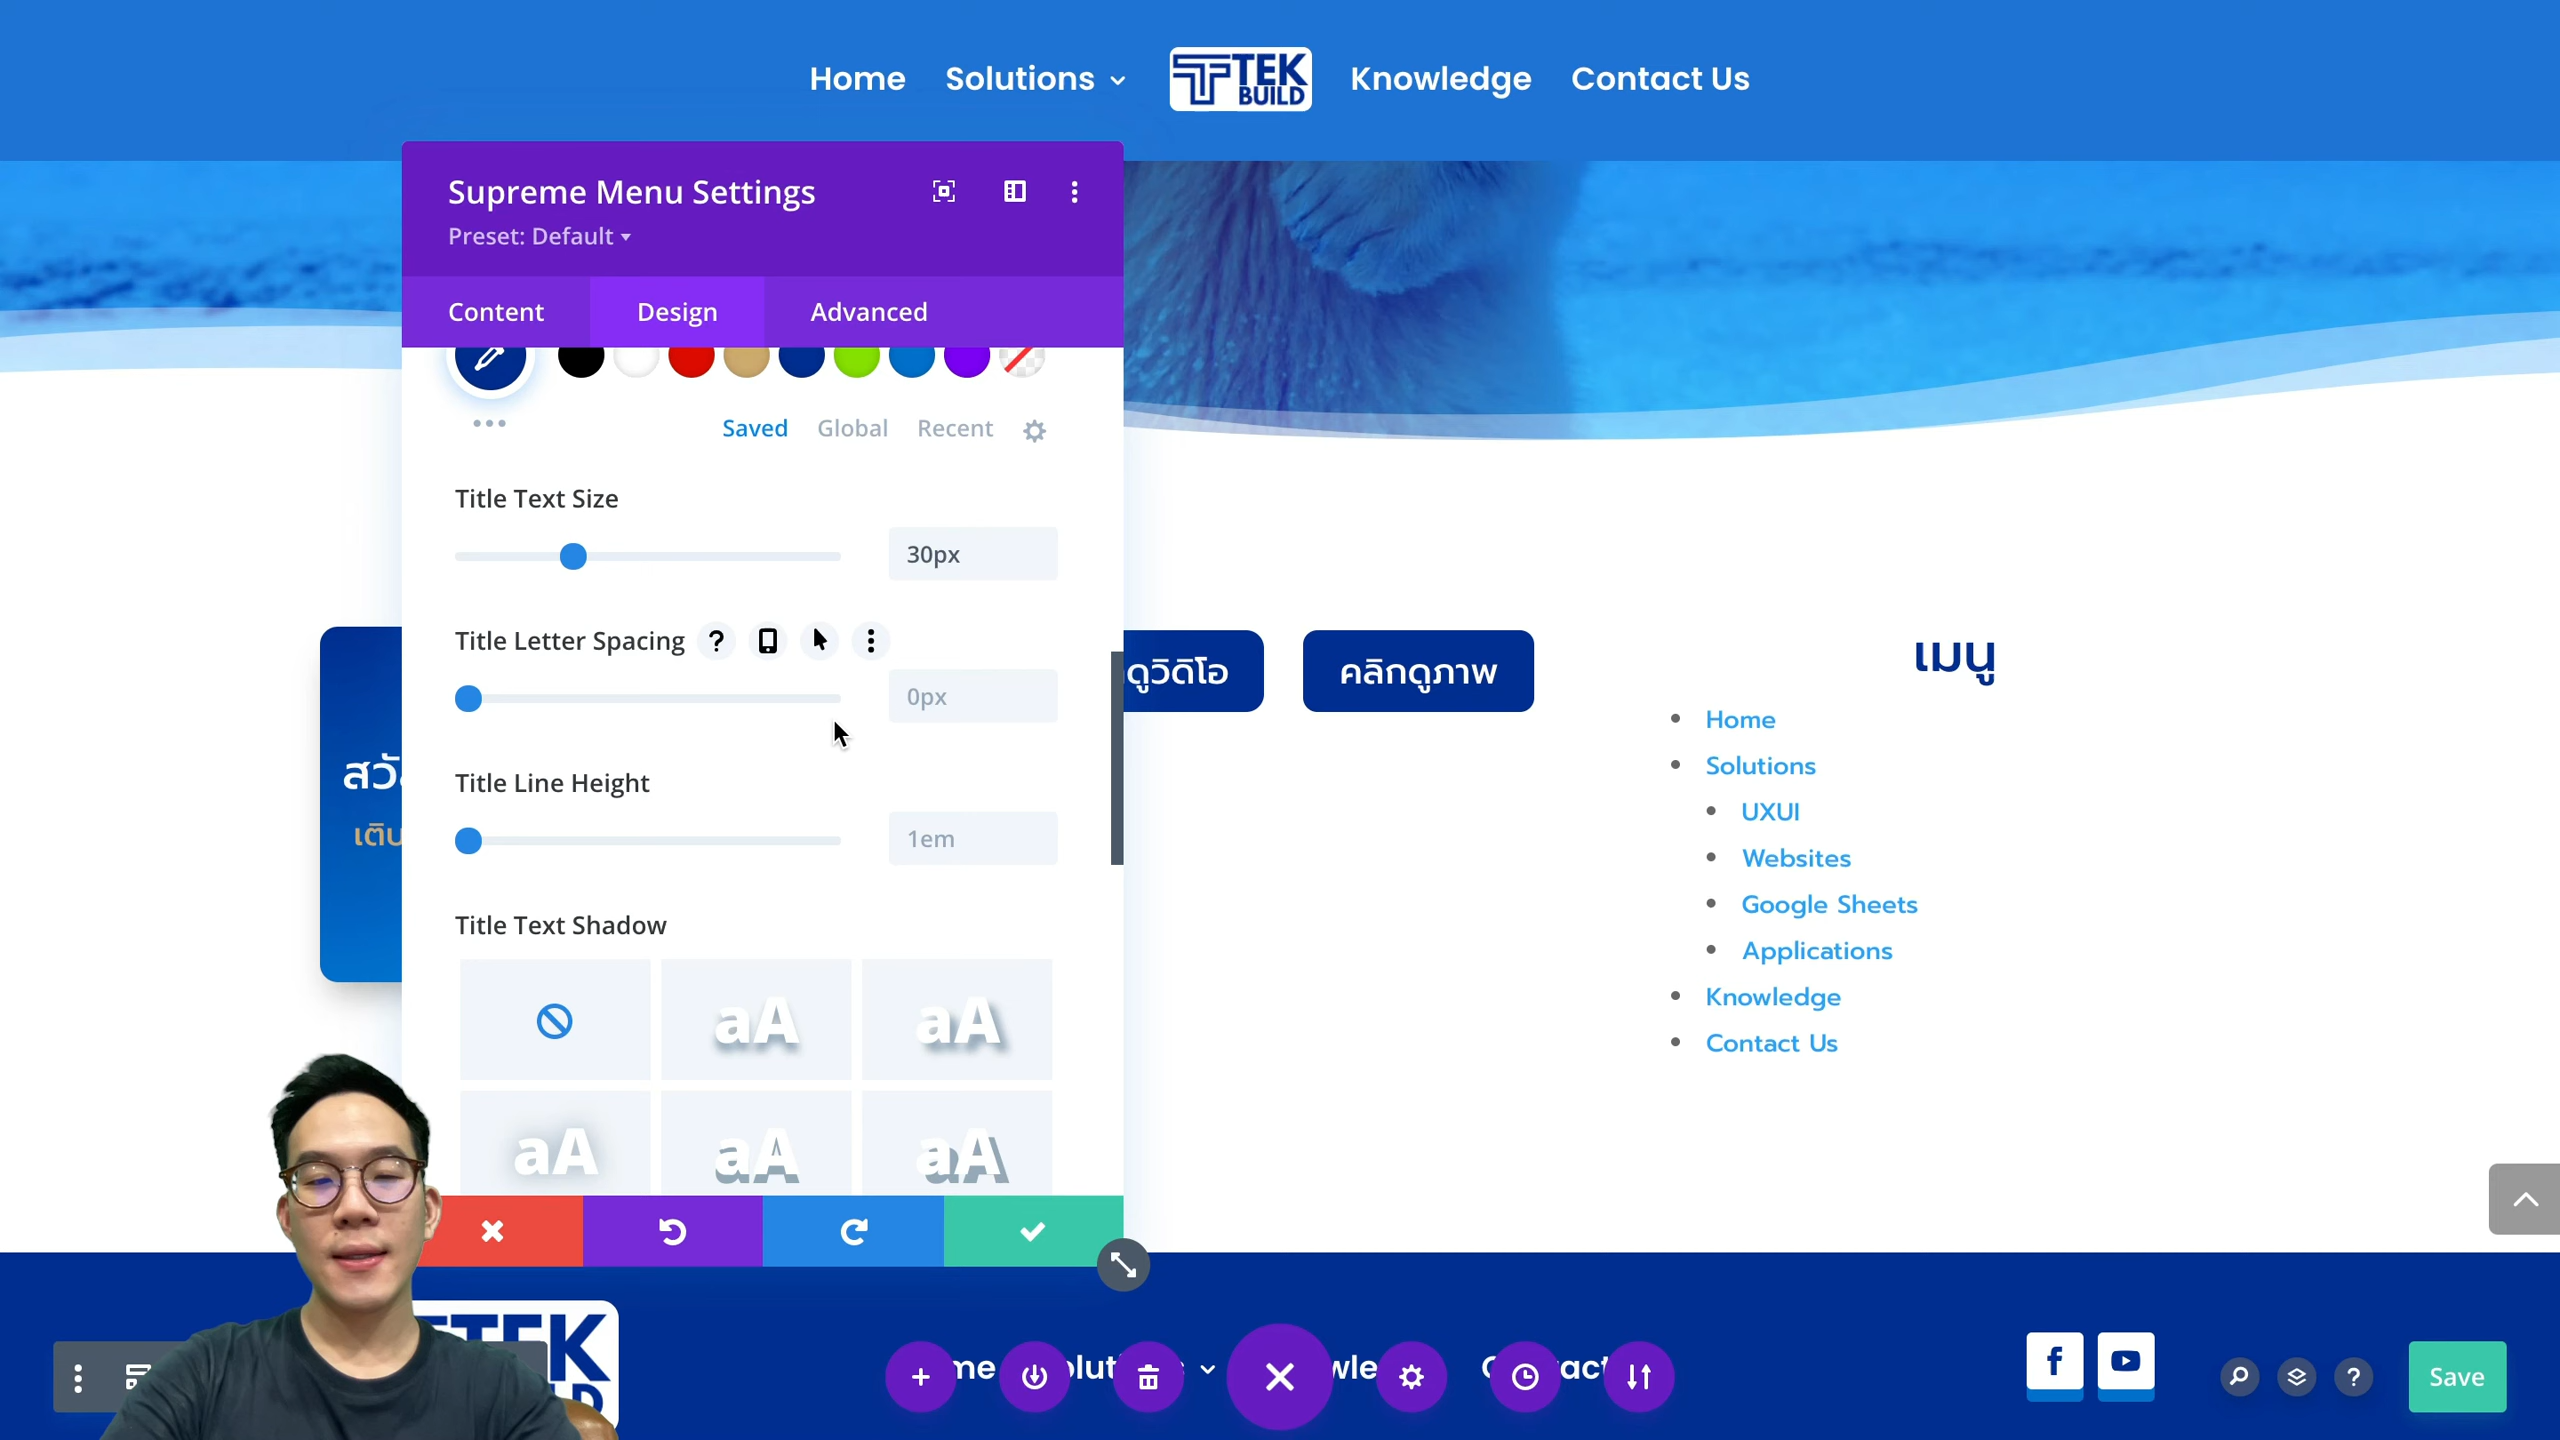 Home
Solutions
TEK
BUILD
Knowledge
Contact Us
Supreme Menu Settings
Preset: Default
Content
Design
Advanced
Saved
Global
Recent
Title Text Size
30px
Title Letter Spacing
0px
Title Line Height
1em
Title Text Shadow
aA
aA
aA
aA
aA
ดูวิดิโอ
คลิกดูภาพ
เมนู
Home
Solutions
UXUI
Websites
Google Sheets
Applications
Knowledge
Contact Us
Save